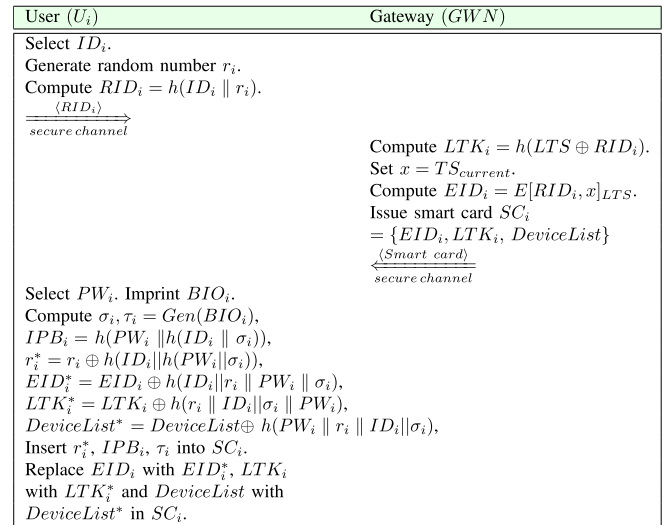 User (U_i) Gateway (GWN)
Select ID_i.
Generate random number r_i.
Compute RID_i = h(ID_i ∥ r_i).
⟨RID_i⟩
secure channel
Compute LTK_i = h(LTS ⊕ RID_i).
Set x = TS_current.
Compute EID_i = E[RID_i, x]_LTS.
Issue smart card SC_i
= {EID_i, LTK_i, DeviceList}
⟨Smart card⟩
secure channel
Select PW_i. Imprint BIO_i.
Compute σ_i, τ_i = Gen(BIO_i),
IPB_i = h(PW_i ∥h(ID_i ∥ σ_i)),
r_i^* = r_i ⊕ h(ID_i||h(PW_i||σ_i)),
EID_i^* = EID_i ⊕ h(ID_i||r_i ∥ PW_i ∥ σ_i),
LTK_i^* = LTK_i ⊕ h(r_i ∥ ID_i||σ_i ∥ PW_i),
DeviceList^* = DeviceList⊕ h(PW_i ∥ r_i ∥ ID_i||σ_i),
Insert r_i^*, IPB_i, τ_i into SC_i.
Replace EID_i with EID_i^*, LTK_i
with LTK_i^* and DeviceList with
DeviceList^* in SC_i.